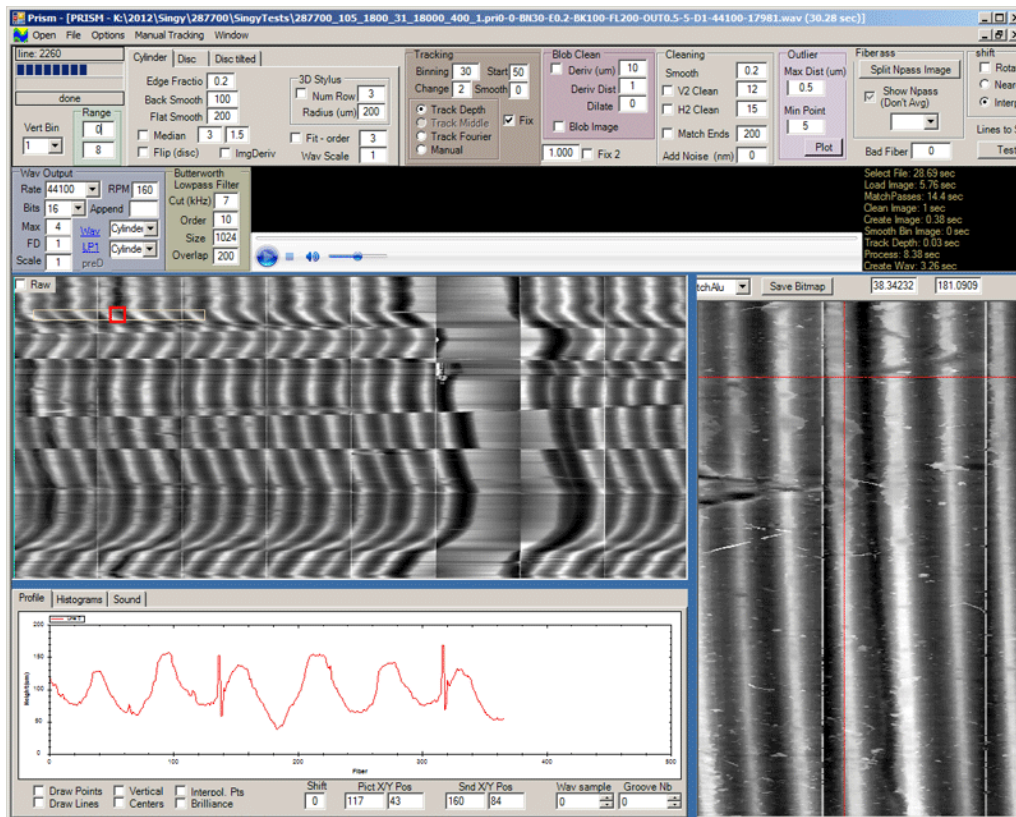 Prism - [PRISM - K:\2012\Singy\287700\SingyTests\287700_105_1800_31_18000_400_1.pri0-0-BN30-E0.2-BK100-FL200-OUT0.5-5-D1-44100-17981.wav (30.28 sec)]
Open File Options Manual Tracking Window
line: 2260
done
Range
Vert Bin
0
1
8
Cylinder Disc Disc tilted
Edge Fractio 0.2
Back Smooth 100
Flat Smooth 200
Median 3 1.5
Flip (disc) ImgDeriv
3D Stylus
Num Row 3
Radius (um) 200
Fit - order 3
Wav Scale 1
Tracking
Binning 30 Start 50
Change 2 Smooth 0
Track Depth
Track Middle
Track Fourier
Manual
Fix
Blob Clean
Deriv (um) 10
Deriv Dist 1
Dilate 0
Blob Image
1.000 Fix 2
Cleaning
Smooth 0.2
V2 Clean 12
H2 Clean 15
Match Ends 200
Add Noise (nm) 0
Outlier
Max Dist (um)
0.5
Min Point
5
Plot
Fiber ass
Split Npass Image
Show Npass
(Don't Avg)
Bad Fiber 0
shift
Rota
Near
Interp
Lines to S
Test
Wav Output
Rate 44100 RPM 160
Bits 16 Append
Max 4 Wav Cylinder
FD 1 LP1 Cylinder
Scale 1 preD
Butterworth
Lowpass Filter
Cut (kHz) 7
Order 10
Size 1024
Overlap 200
Select File: 28.69 sec
Load Image: 5.76 sec
MatchPasses: 14.4 sec
Clean Image: 1 sec
Create Image: 0.38 sec
Smooth Bin Image: 0 sec
Track Depth: 0.03 sec
Process: 8.38 sec
Create Wav: 3.26 sec
Raw
tchAlu Save Bitmap 38.34232 181.0909
Profile Histograms Sound
200
150
100
50
0
Height(um)
0 100 200 300 400 500
Fiber
Draw Points Vertical Interpol. Pts
Draw Lines Centers Brilliance
Shift Pict X/Y Pos Snd X/Y Pos Wav sample Groove Nb
0 117 43 160 84 0 0